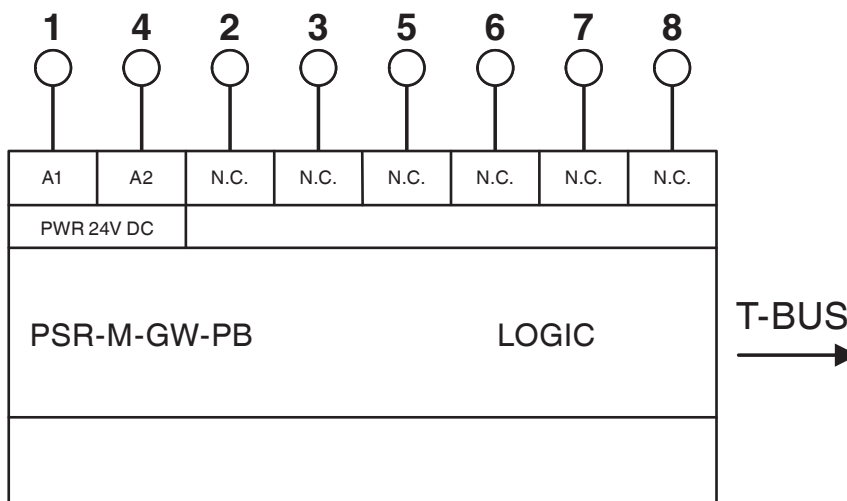 1 4 2 3 5 6 7 8
A1 A2 N.C. N.C. N.C. N.C. N.C. N.C.
PWR 24V DC
PSR-M-GW-PB LOGIC
T-BUS